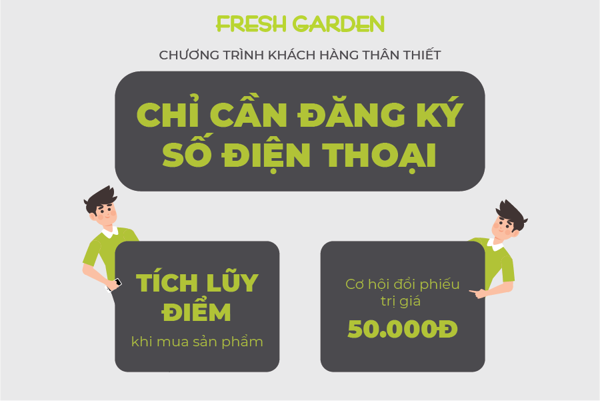 FRESH GARDEN
CHƯƠNG TRÌNH KHÁCH HÀNG THÂN THIẾT
CHỈ CẦN ĐĂNG KÝ
SỐ ĐIỆN THOẠI
TÍCH LŨY
ĐIỂM
khi mua sản phẩm
Cơ hội đổi phiếu
trị giá
50.000Đ